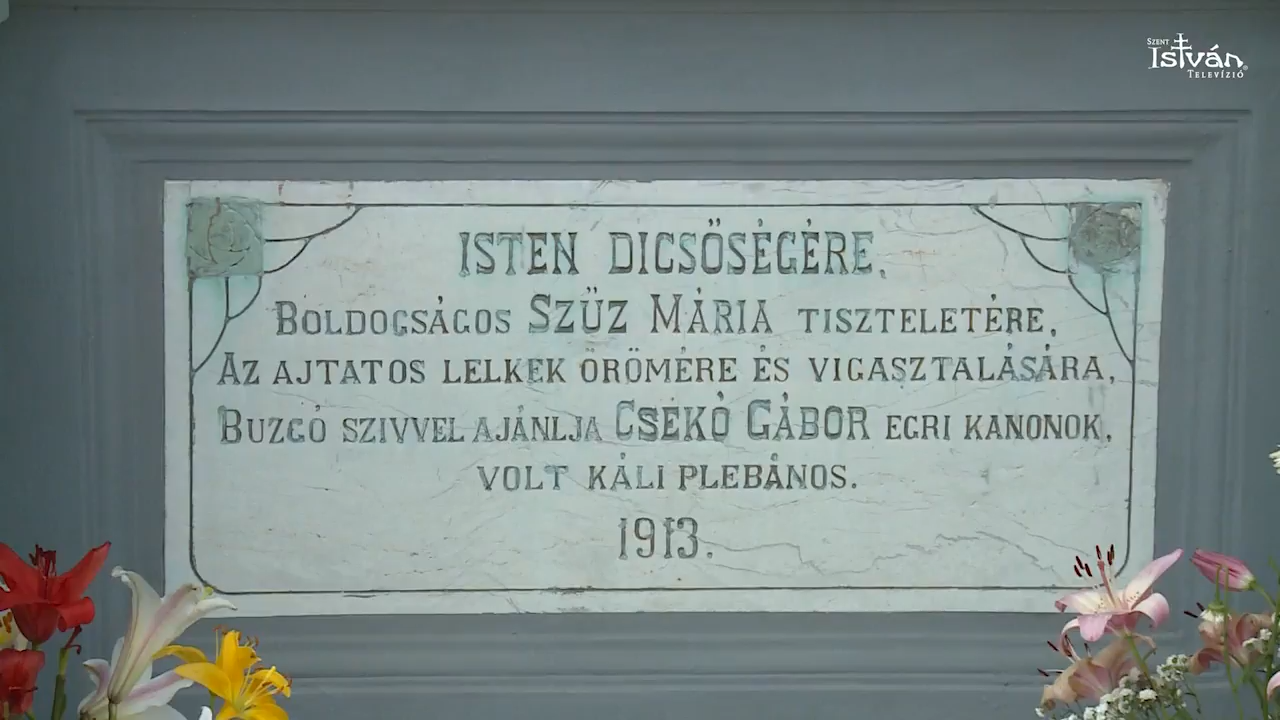 Szent
István
Televízió
ISTEN DICSŐSÉGÉRE,
BOLDOGSÁGOS SZŰZ MÁRIA TISZTELETÉRE,
AZ AJTATOS LELKEK ÖRÖMÉRE ÉS VIGASZTALÁSÁRA,
BUZGÓ SZIVVEL AJÁNLJA CSEKÓ GÁBOR EGRI KANONOK,
VOLT KÁLI PLEBÁNOS.
1913.